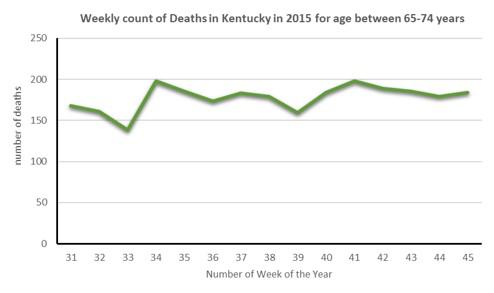 Weekly count of Deaths in Kentucky in 2015 for age between 65-74 years
250
200
150
100
50
0
number of deaths
31 32 33 34 35 36 37 38 39 40 41 42 43 44 45
Number of Week of the Year